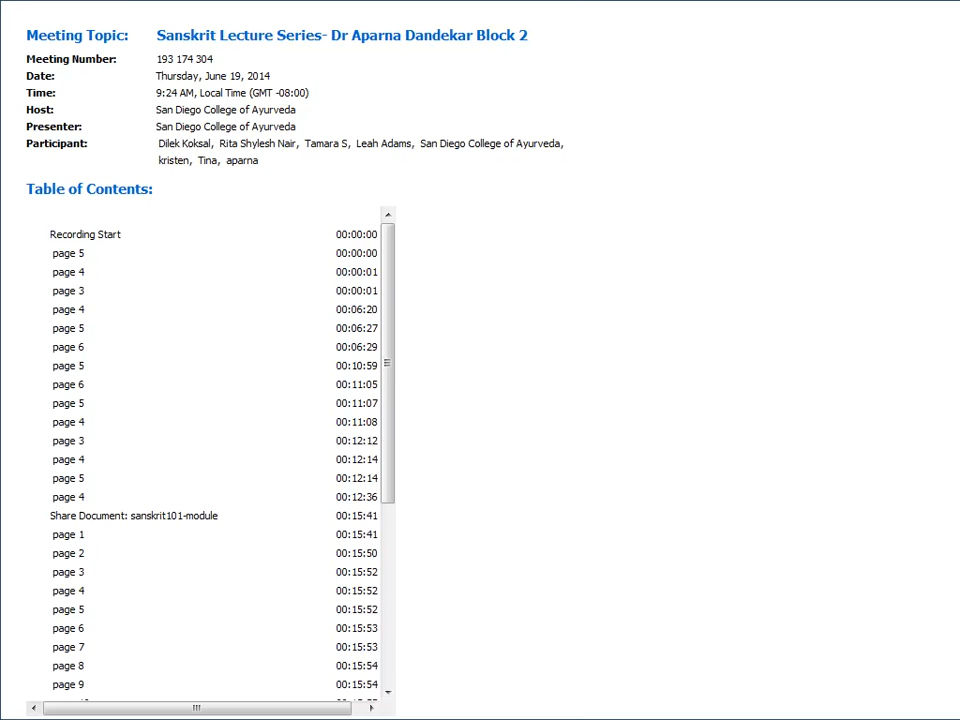 Meeting Topic: Sanskrit Lecture Series- Dr Aparna Dandekar Block 2
Meeting Number: 193 174 304
Date: Thursday, June 19, 2014
Time: 9:24 AM, Local Time (GMT -08:00)
Host: San Diego College of Ayurveda
Presenter: San Diego College of Ayurveda
Participant: Dilek Koksal, Rita Shylesh Nair, Tamara S, Leah Adams, San Diego College of Ayurveda,
kristen, Tina, aparna
Table of Contents:
Recording Start 00:00:00
page 5 00:00:00
page 4 00:00:01
page 3 00:00:01
page 4 00:06:20
page 5 00:06:27
page 6 00:06:29
page 5 00:10:59
page 6 00:11:05
page 5 00:11:07
page 4 00:11:08
page 3 00:12:12
page 4 00:12:14
page 5 00:12:14
page 4 00:12:36
Share Document: sanskrit101-module 00:15:41
page 1 00:15:41
page 2 00:15:50
page 3 00:15:52
page 4 00:15:52
page 5 00:15:52
page 6 00:15:53
page 7 00:15:53
page 8 00:15:54
page 9 00:15:54